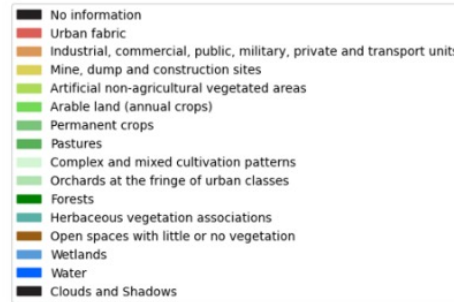 No information
Urban fabric
Industrial, commercial, public, military, private and transport units
Mine, dump and construction sites
Artificial non-agricultural vegetated areas
Arable land (annual crops)
Permanent crops
Pastures
Complex and mixed cultivation patterns
Orchards at the fringe of urban classes
Forests
Herbaceous vegetation associations
Open spaces with little or no vegetation
Wetlands
Water
Clouds and Shadows